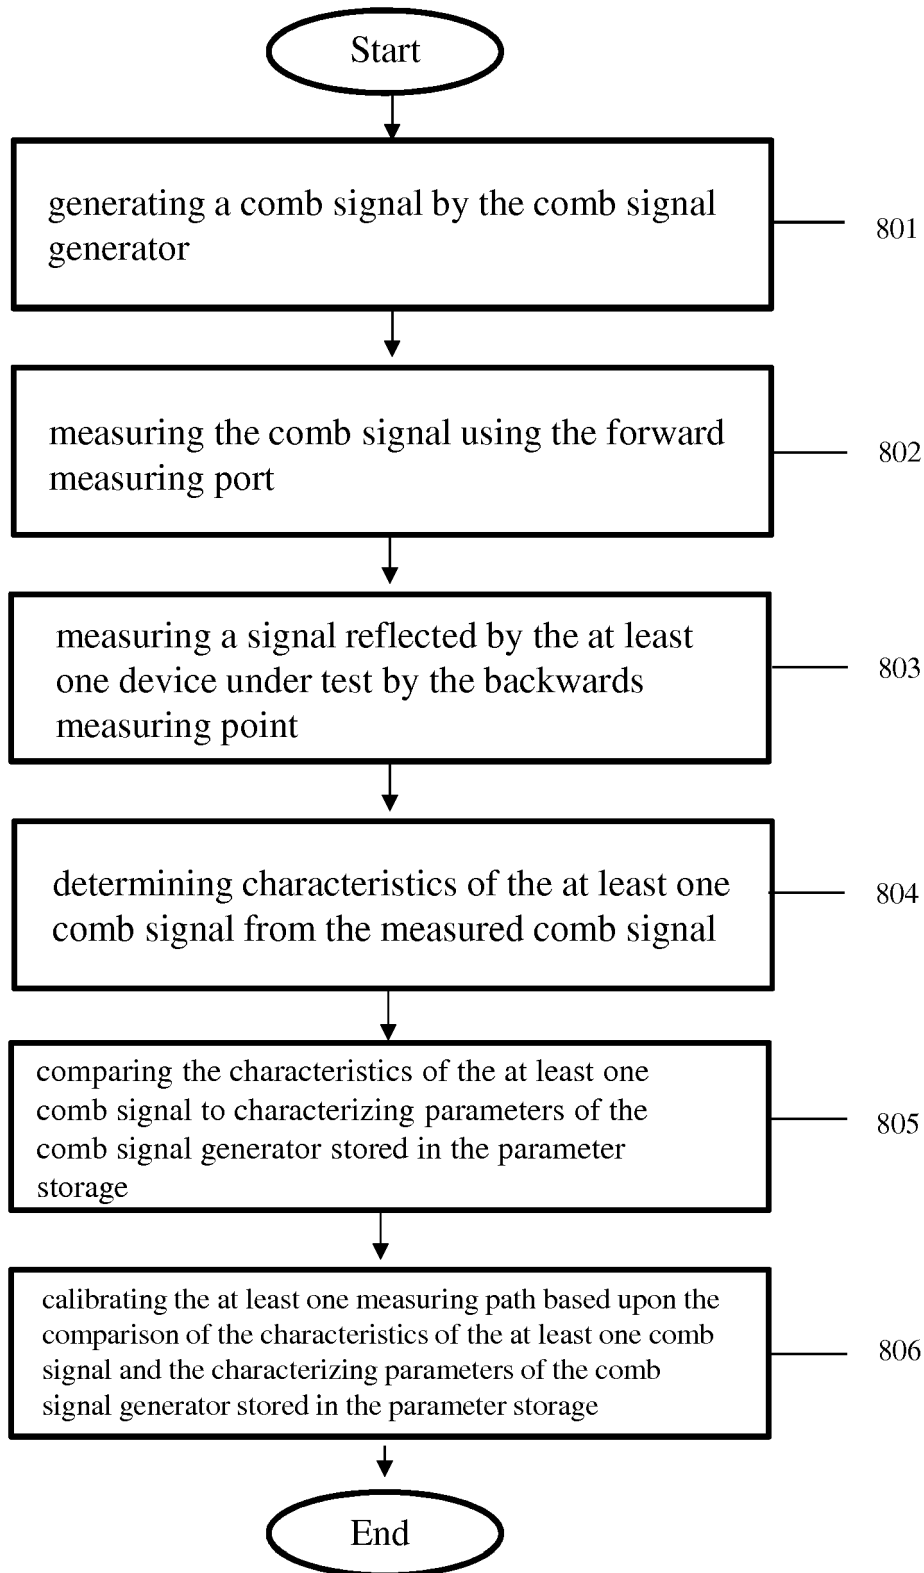 Start
generating a comb signal by the comb signal
generator
801
measuring the comb signal using the forward
measuring port
802
measuring a signal reflected by the at least
one device under test by the backwards
measuring point
803
determining characteristics of the at least one
comb signal from the measured comb signal
804
comparing the characteristics of the at least one
comb signal to characterizing parameters of the
comb signal generator stored in the parameter
storage
805
calibrating the at least one measuring path based upon the
comparison of the characteristics of the at least one comb
signal and the characterizing parameters of the comb
signal generator stored in the parameter storage
806
End